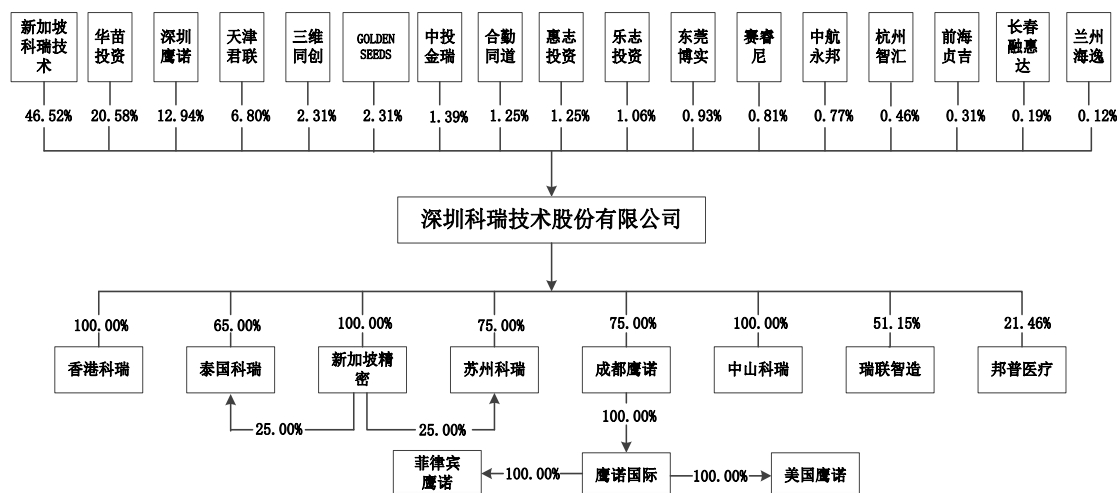 新加坡
科瑞技
术
华苗
投资
深圳
鹰诺
天津
君联
三维
同创
GOLDEN
SEEDS
中投
金瑞
合勤
同道
惠志
投资
乐志
投资
东莞
博实
赛睿
尼
中航
永邦
杭州
智汇
前海
贞吉
长春
融惠
达
兰州
海逸
46.52%
20.58%
12.94%
6.80%
2.31%
2.31%
1.39%
1.25%
1.25%
1.06%
0.93%
0.81%
0.77%
0.46%
0.31%
0.19%
0.12%
深圳科瑞技术股份有限公司
100.00%
65.00%
100.00%
75.00%
75.00%
100.00%
51.15%
21.46%
香港科瑞
泰国科瑞
新加坡精
密
苏州科瑞
成都鹰诺
中山科瑞
瑞联智造
邦普医疗
25.00%
25.00%
100.00%
菲律宾
鹰诺
100.00%
鹰诺国际
100.00%
美国鹰诺